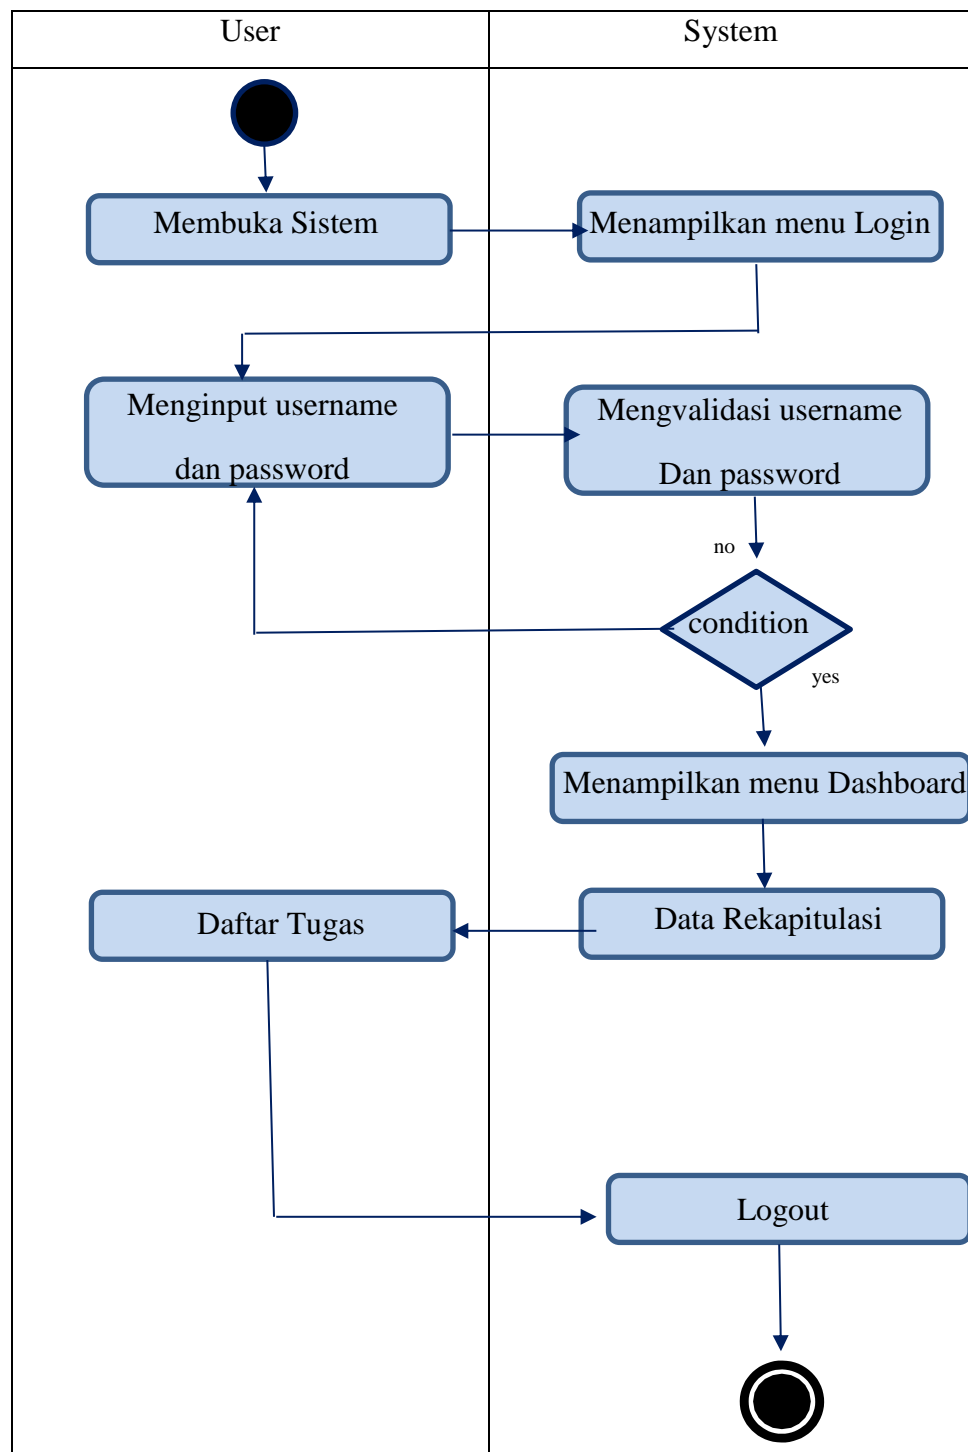 User
System
Membuka Sistem
Menampilkan menu Login
Menginput username
dan password
Mengvalidasi username
Dan password
no
condition
yes
Menampilkan menu Dashboard
Data Rekapitulasi
Daftar Tugas
Logout